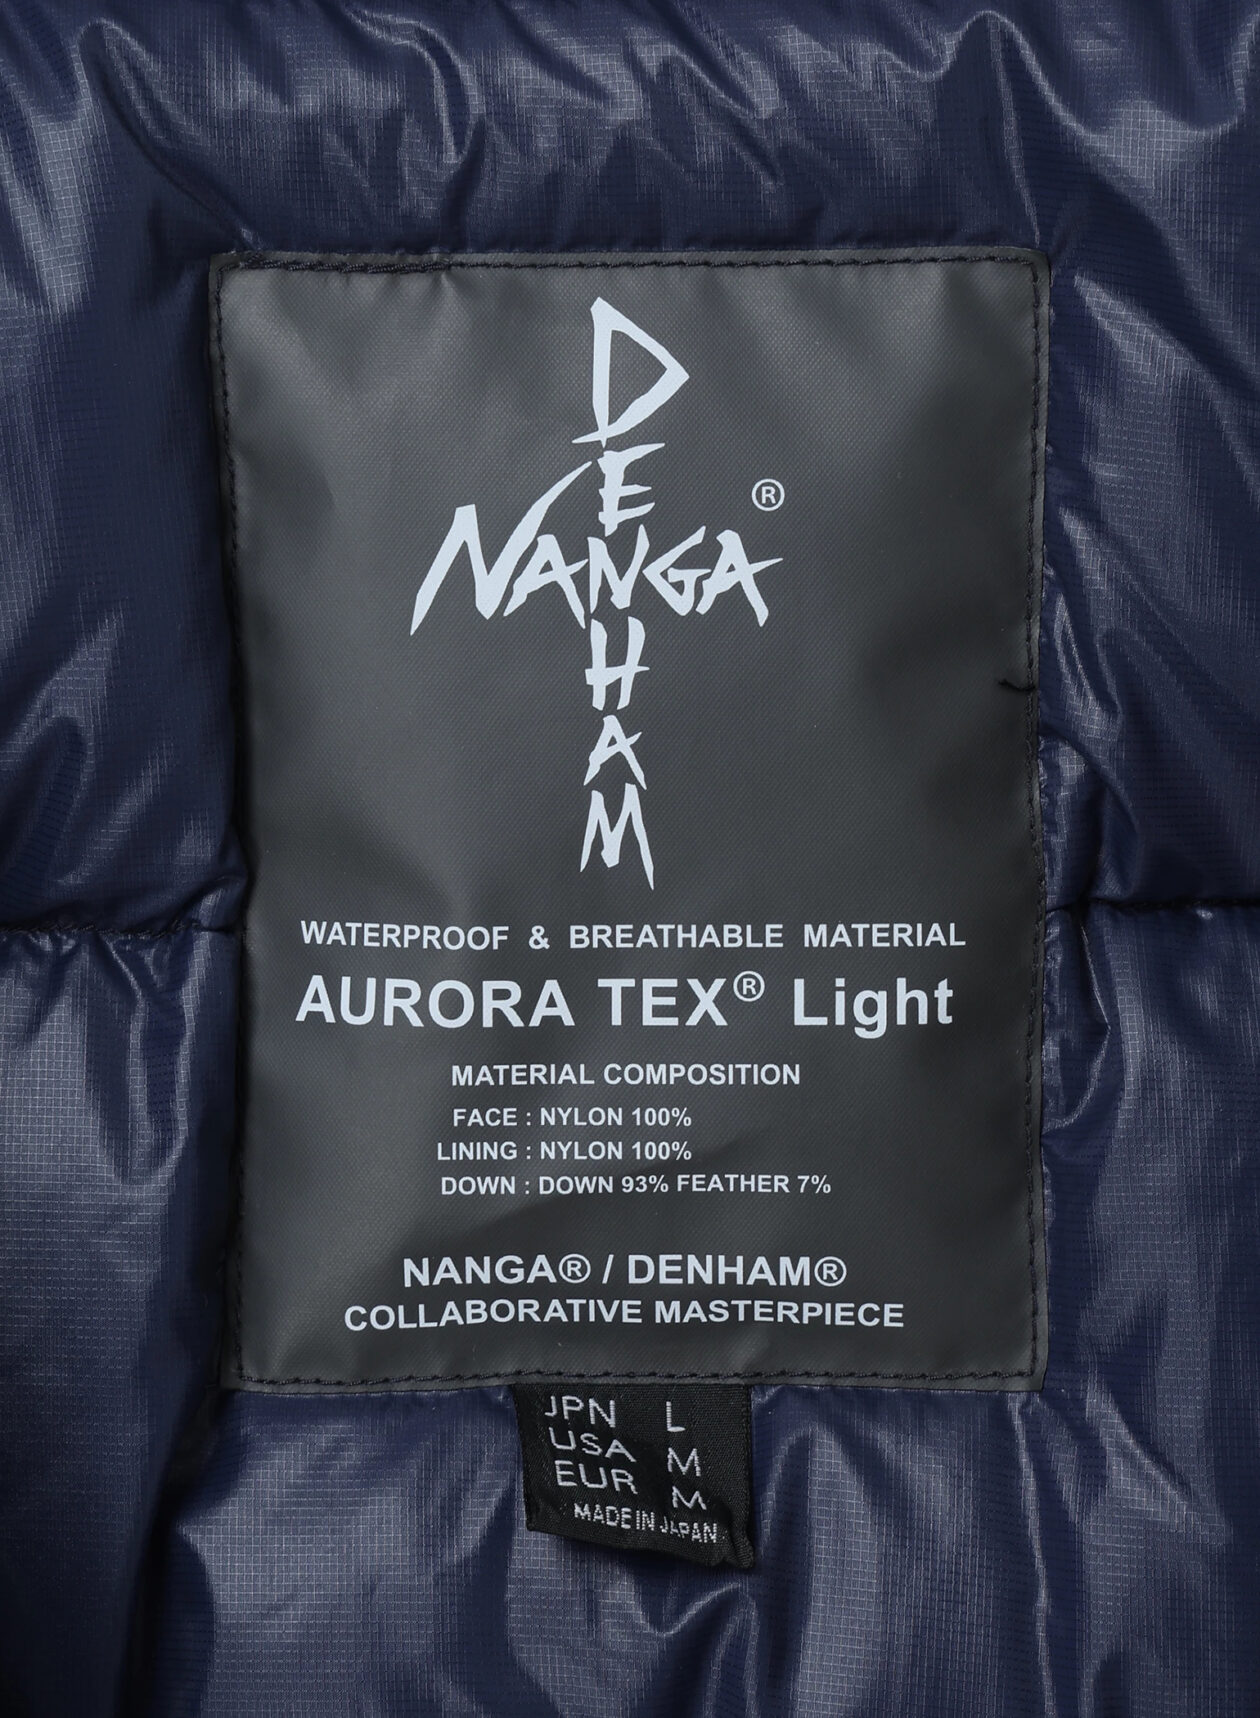 DENHAM
NANGA®
WATERPROOF & BREATHABLE MATERIAL
AURORA TEX® Light
MATERIAL COMPOSITION
FACE : NYLON 100%
LINING : NYLON 100%
DOWN : DOWN 93% FEATHER 7%
NANGA® / DENHAM®
COLLABORATIVE MASTERPIECE
JPN L
USA M
EUR M
MADE IN JAPAN